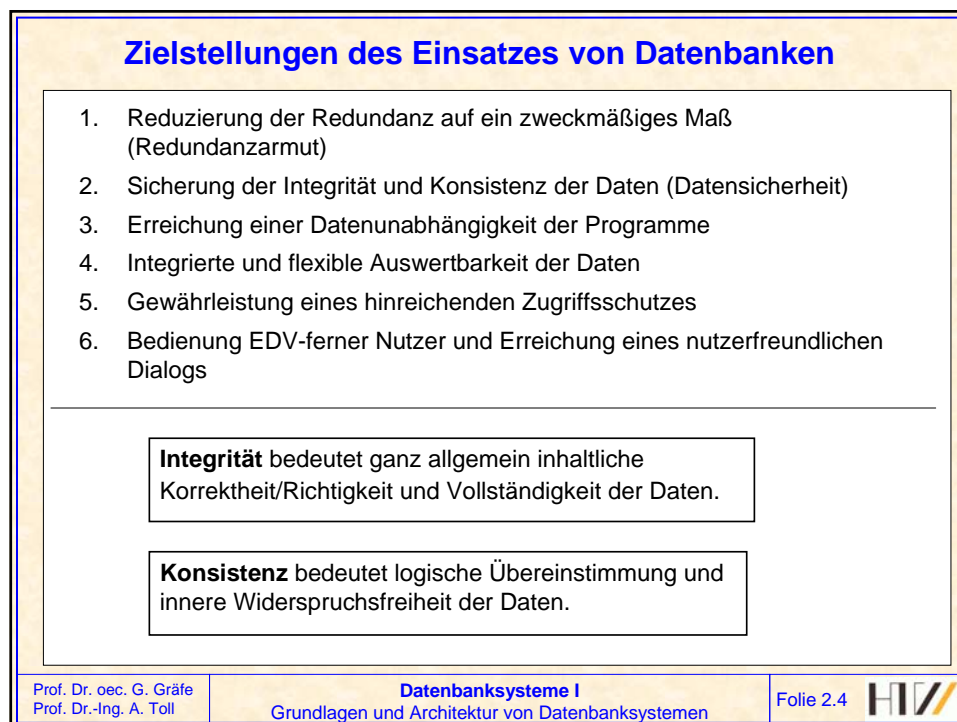 Zielstellungen des Einsatzes von Datenbanken
1. Reduzierung der Redundanz auf ein zweckmäßiges Maß
(Redundanzarmut)
2. Sicherung der Integrität und Konsistenz der Daten (Datensicherheit)
3. Erreichung einer Datenunabhängigkeit der Programme
4. Integrierte und flexible Auswertbarkeit der Daten
5. Gewährleistung eines hinreichenden Zugriffsschutzes
6. Bedienung EDV-ferner Nutzer und Erreichung eines nutzerfreundlichen
Dialogs
Integrität bedeutet ganz allgemein inhaltliche
Korrektheit/Richtigkeit und Vollständigkeit der Daten.
Konsistenz bedeutet logische Übereinstimmung und
innere Widerspruchsfreiheit der Daten.
Prof. Dr. oec. G. Gräfe
Prof. Dr.-Ing. A. Toll
Datenbanksysteme I
Grundlagen und Architektur von Datenbanksystemen
Folie 2.4